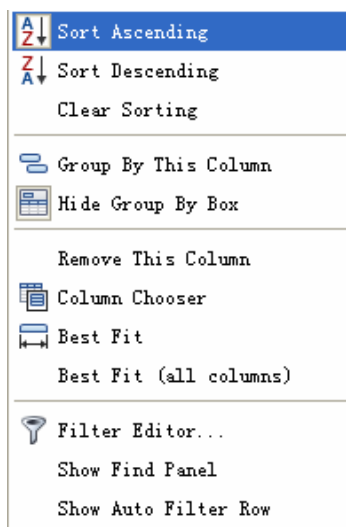 Sort Ascending
Sort Descending
Clear Sorting
Group By This Column
Hide Group By Box
Remove This Column
Column Chooser
Best Fit
Best Fit (all columns)
Filter Editor...
Show Find Panel
Show Auto Filter Row